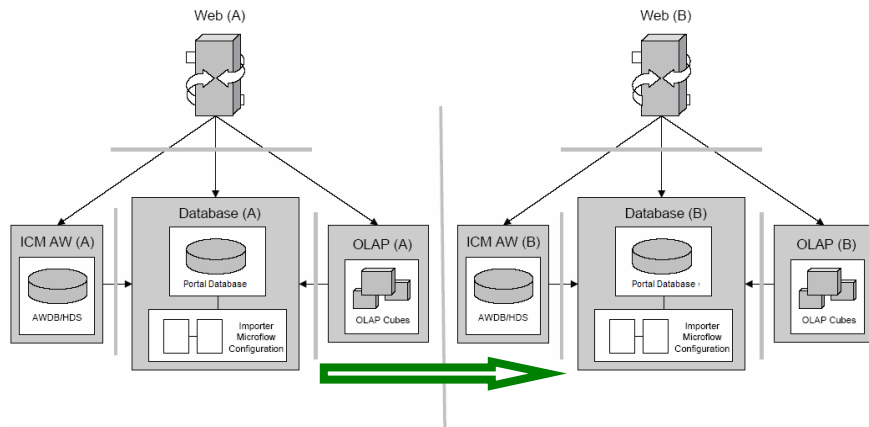 Web (A)
Web (B)
Database (A)
Database (B)
ICM AW (A)
OLAP (A)
ICM AW (B)
OLAP (B)
Portal Database
Portal Database
AWDB/HDS
OLAP Cubes
AWDB/HDS
OLAP Cubes
Importer
Microflow
Configuration
Importer
Microflow
Configuration